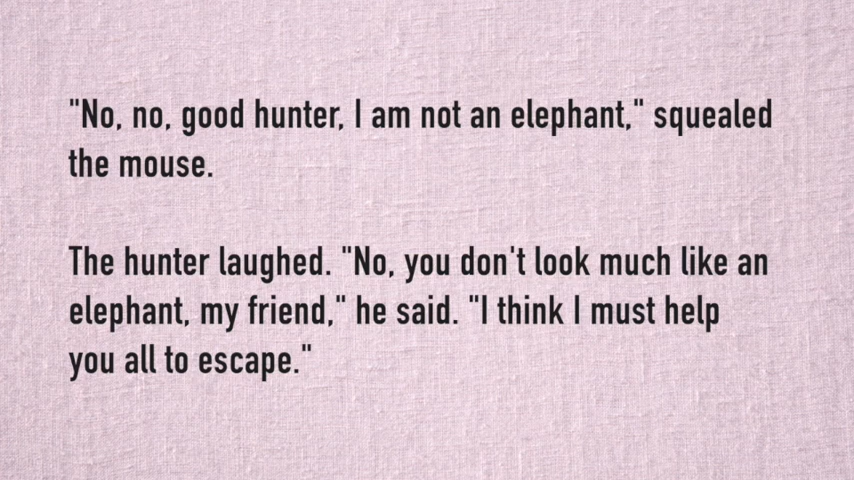 "No, no, good hunter, I am not an elephant," squealed
the mouse.
The hunter laughed. "No, you don't look much like an
elephant, my friend," he said. "I think I must help
you all to escape."